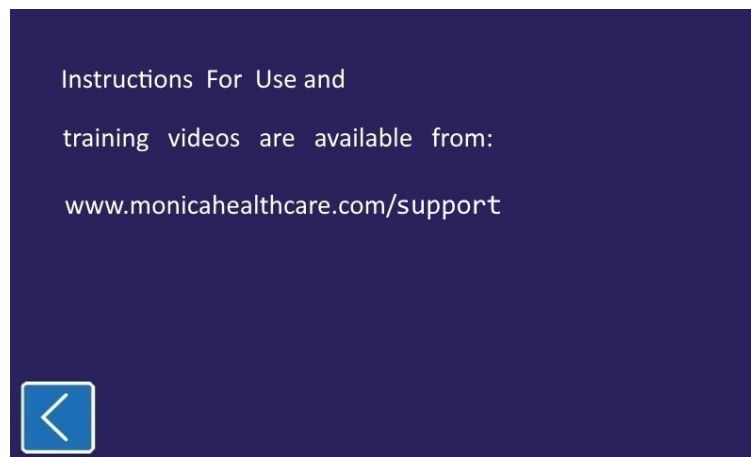 Instructions For Use and
training videos are available from:
www.monicahealthcare.com/support